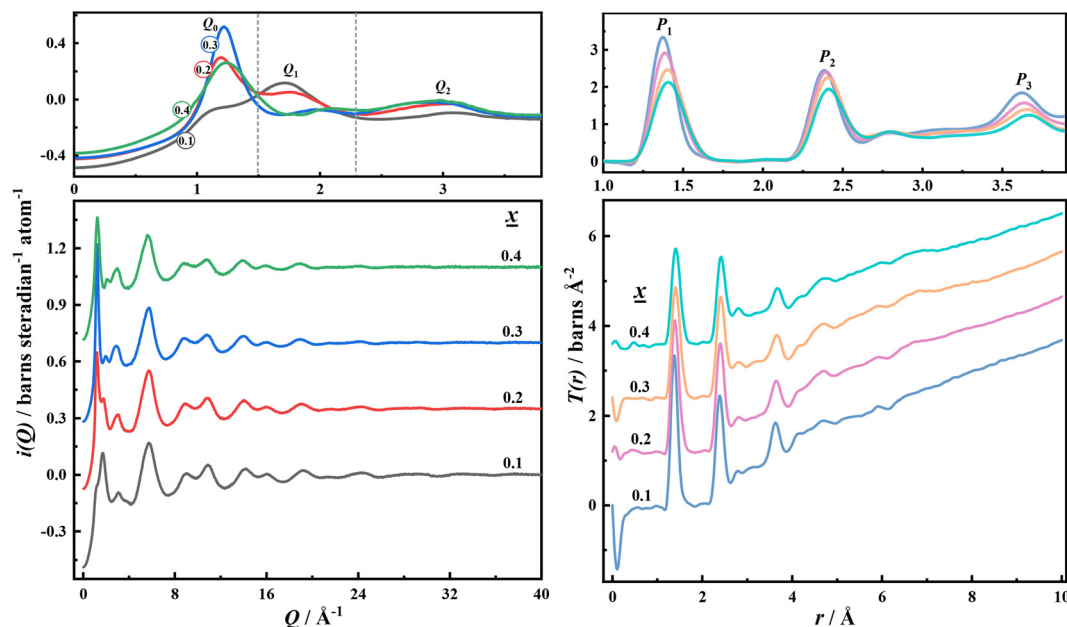 Q₀
0.3
0.2
0.4
0.1
Q₁
Q₂
0.4
0.0
-0.4
0 1 2 3
P₁
P₂
P₃
3
2
1
0
1.0 1.5 2.0 2.5 3.0 3.5
i(Q) / barns steradian⁻¹ atom⁻¹
1.2
0.9
0.6
0.3
0.0
-0.3
x
0.4
0.3
0.2
0.1
0 8 16 24 32 40
Q / Å⁻¹
T(r) / barns Å⁻²
6
4
2
0
x
0.4
0.3
0.2
0.1
0 2 4 6 8 10
r / Å